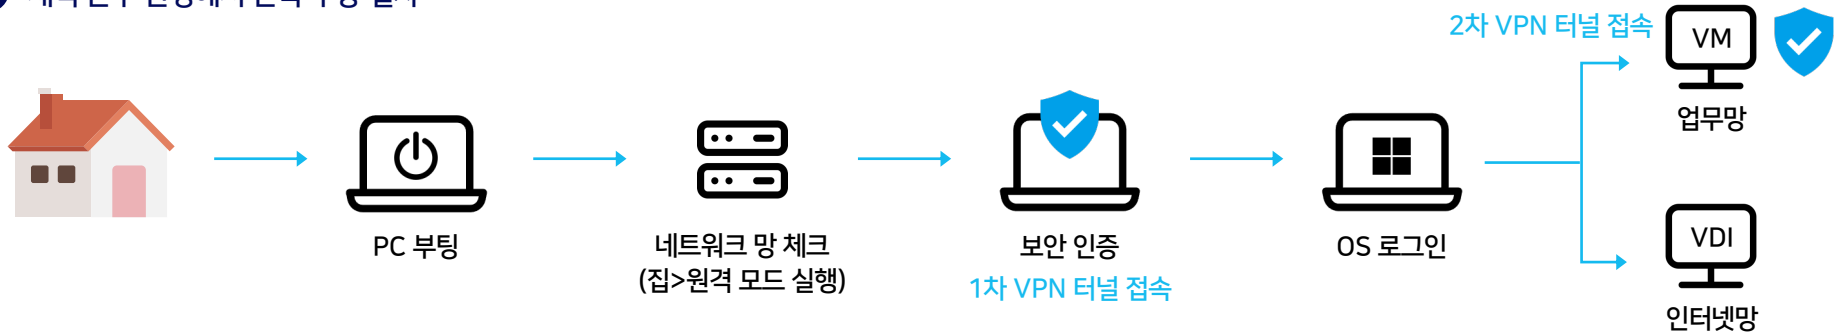 2차 VPN 터널 접속
VM
업무망
PC 부팅
네트워크 망 체크
(집>원격 모드 실행)
보안 인증
1차 VPN 터널 접속
OS 로그인
VDI
인터넷망